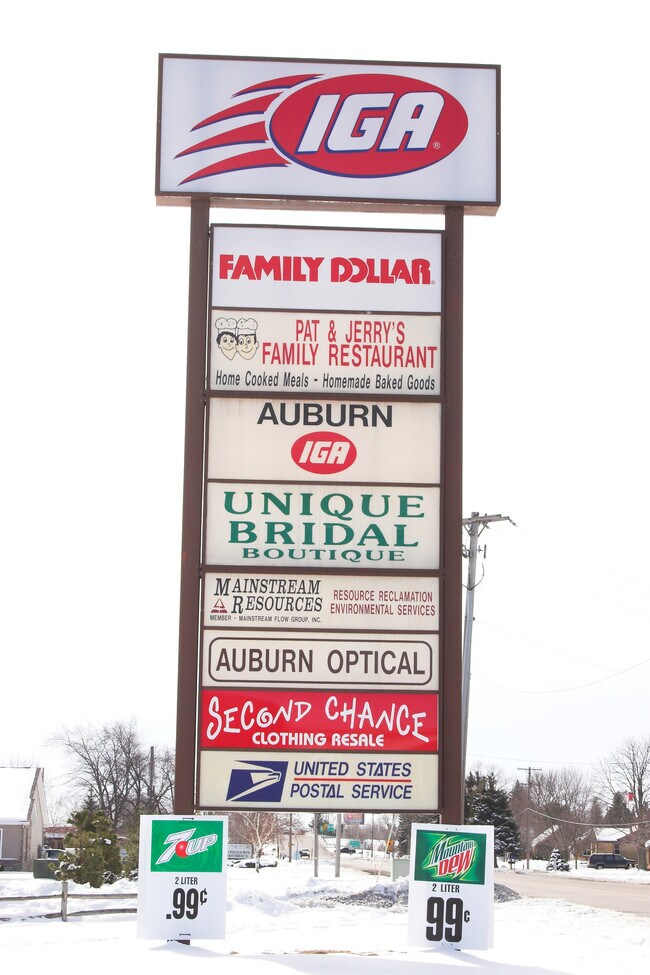 IGA®
FAMILY DOLLAR
PAT & JERRY'S
FAMILY RESTAURANT
Home Cooked Meals - Homemade Baked Goods
AUBURN
IGA
UNIQUE
BRIDAL
BOUTIQUE
MAINSTREAM
RESOURCES
MEMBER - MAINSTREAM FLOW GROUP, INC.
RESOURCE RECLAMATION
ENVIRONMENTAL SERVICES
AUBURN OPTICAL
SECOND CHANCE
CLOTHING RESALE
UNITED STATES
POSTAL SERVICE
7UP
2 LITER
.99¢
Mountain
DEW
2 LITER
99¢